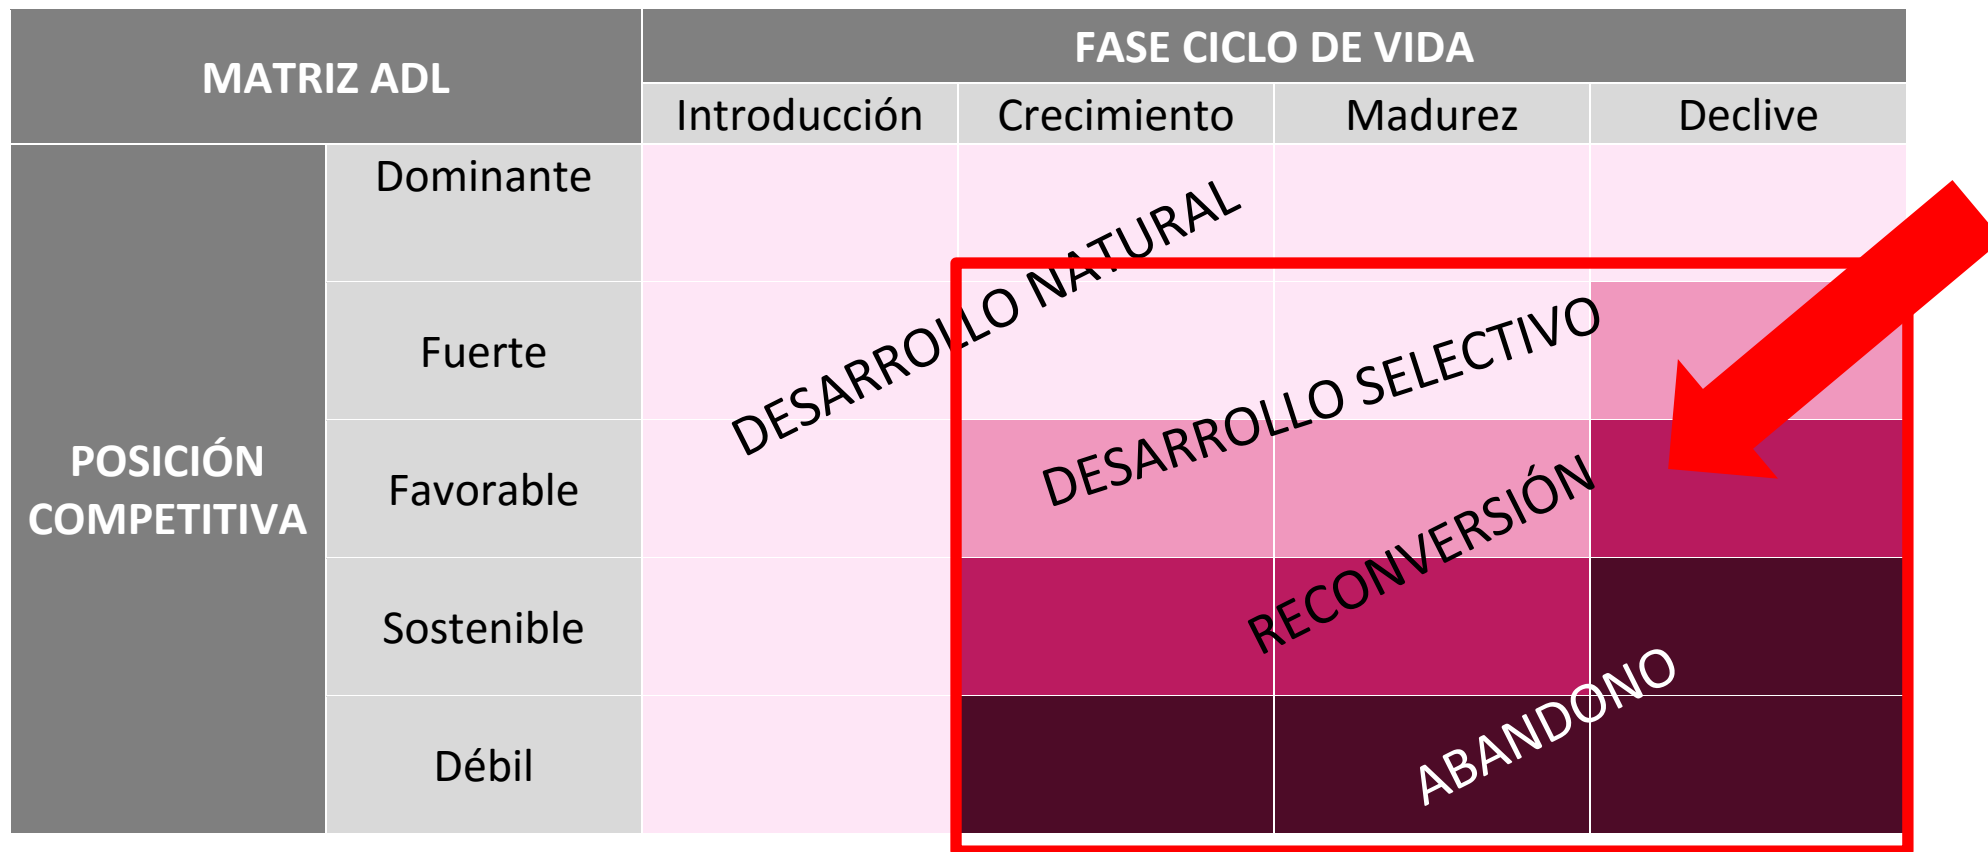 MATRIZ ADL
FASE CICLO DE VIDA
Introducción
Crecimiento
Madurez
Declive
POSICIÓN
COMPETITIVA
Dominante
Fuerte
Favorable
Sostenible
Débil
DESARROLLO NATURAL
DESARROLLO SELECTIVO
RECONVERSIÓN
ABANDONO